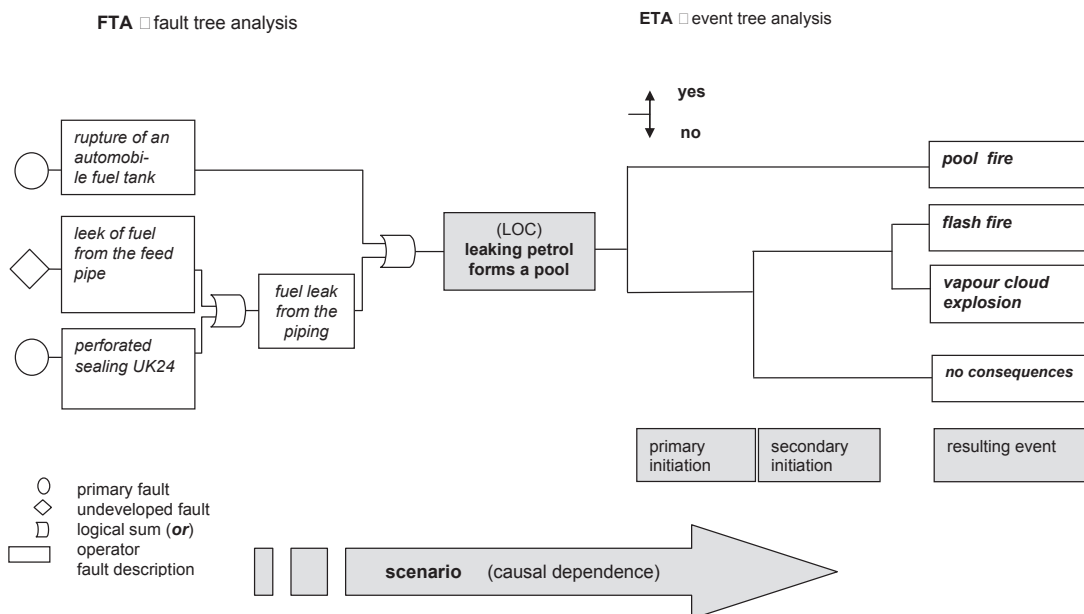 FTA □ fault tree analysis
ETA □ event tree analysis
yes
no
rupture of an
automobi-
le fuel tank
leek of fuel
from the feed
pipe
perforated
sealing UK24
fuel leak
from the
piping
(LOC)
leaking petrol
forms a pool
pool fire
flash fire
vapour cloud
explosion
no consequences
primary
initiation
secondary
initiation
resulting event
primary fault
undeveloped fault
logical sum (or)
operator
fault description
scenario (causal dependence)